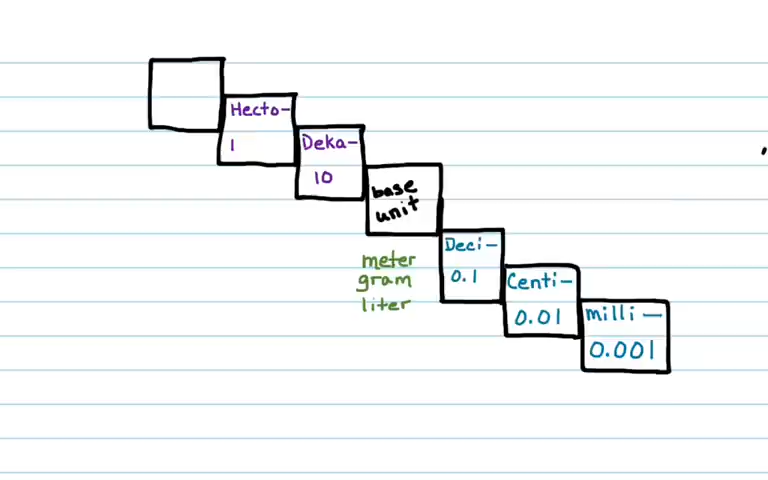 Hecto-
1
Deka-
10
base
unit
meter
gram
liter
Deci-
0.1
Centi-
0.01
milli-
0.001